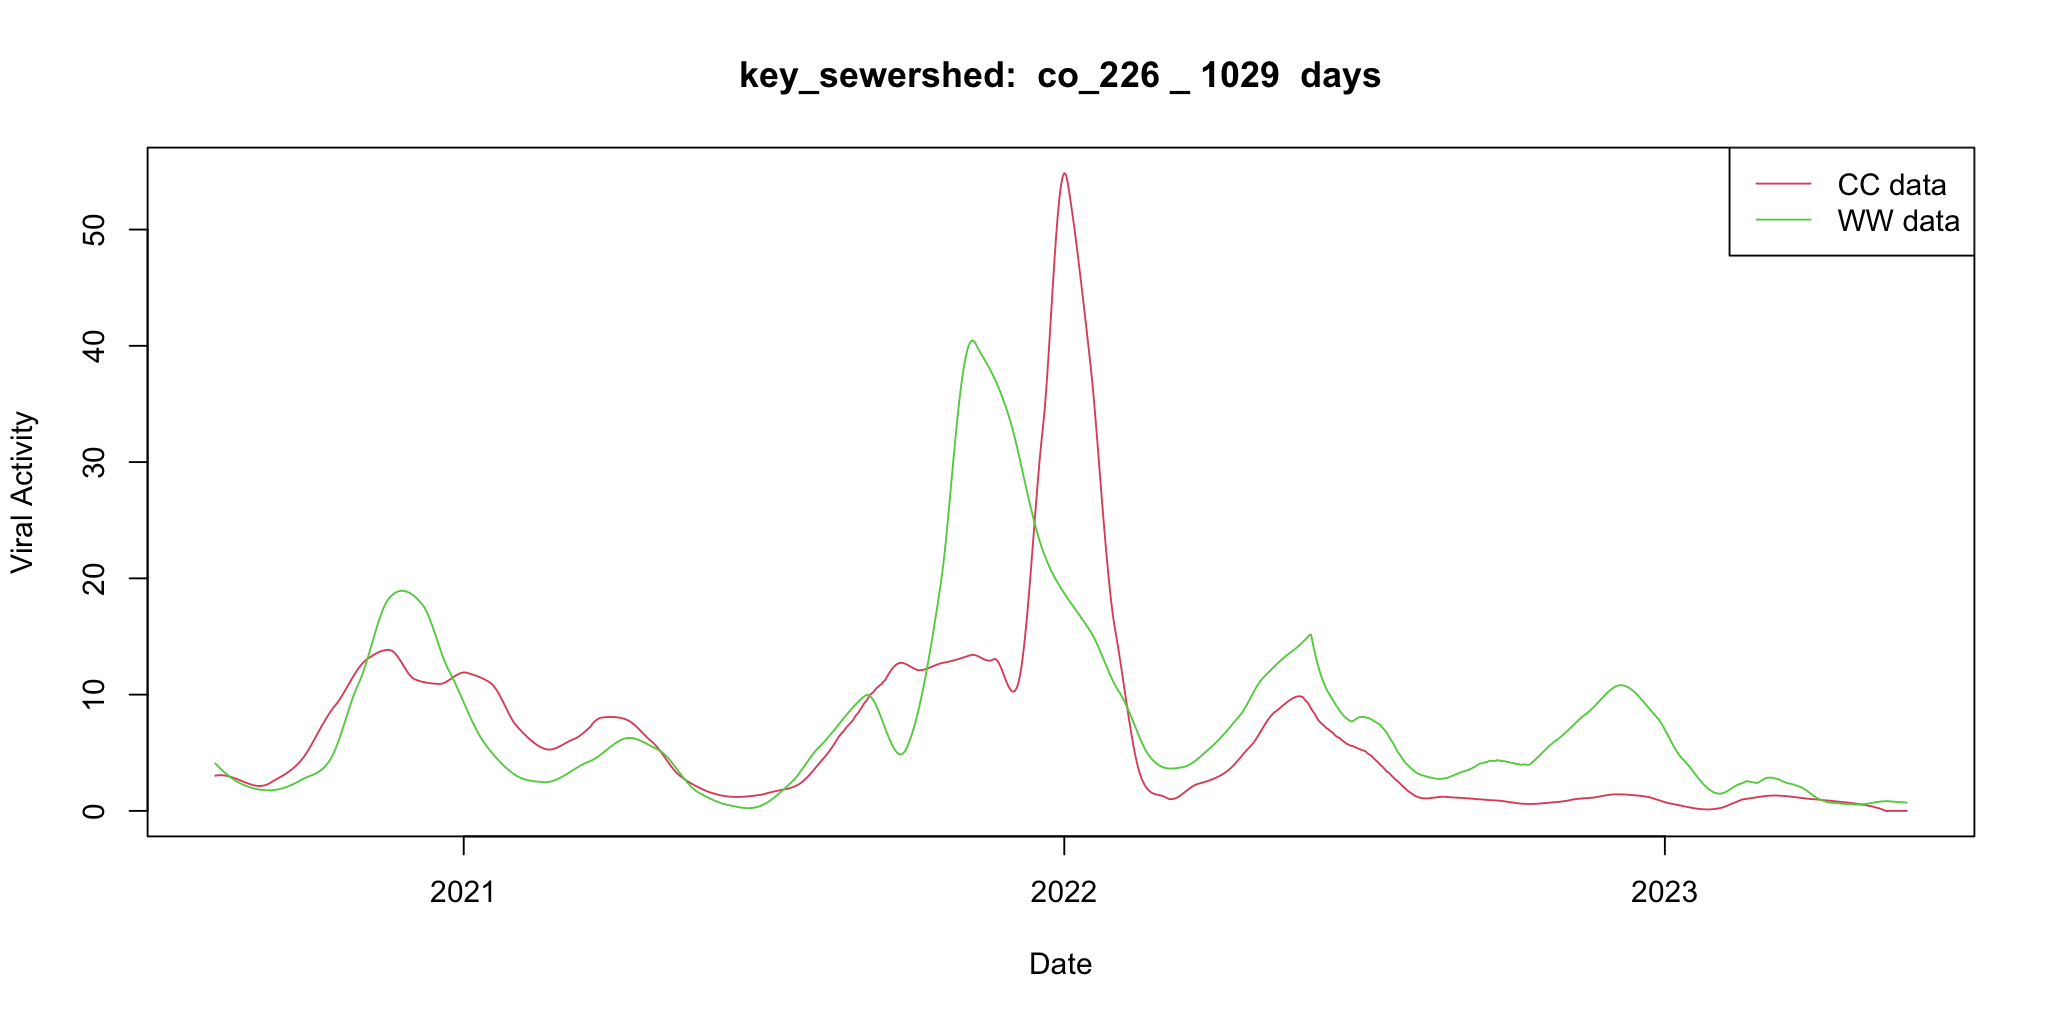 key_sewershed: co_226 _ 1029 days
CC data
WW data
Viral Activity
50
40
30
20
10
0
2021 2022 2023
Date